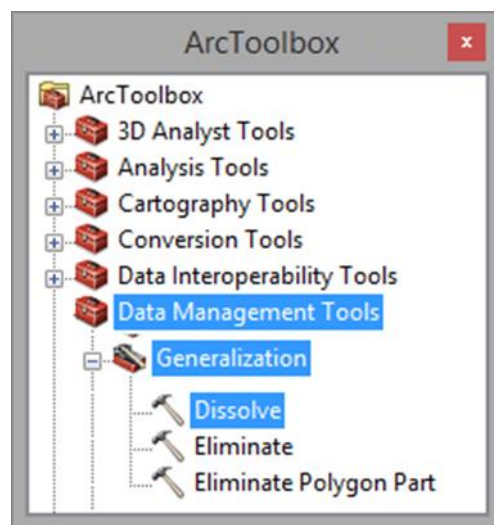 ArcToolbox
x
ArcToolbox
3D Analyst Tools
Analysis Tools
Cartography Tools
Conversion Tools
Data Interoperability Tools
Data Management Tools
Generalization
Dissolve
Eliminate
Eliminate Polygon Part